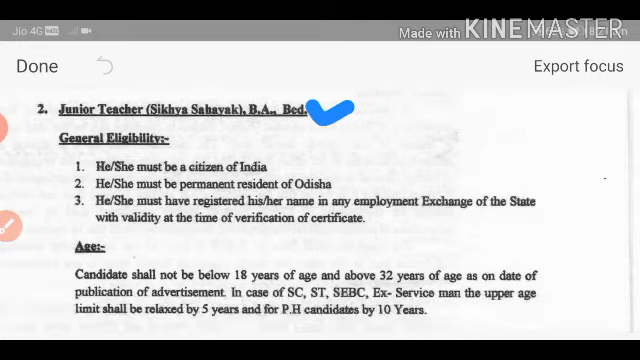 Jio 4G
Made with KINEMASTER
Done
Export focus
2. Junior Teacher (Sikhya Sahayak), B.A., Bed.
General Eligibility:-
1. He/She must be a citizen of India
2. He/She must be permanent resident of Odisha
3. He/She must have registered his/her name in any employment Exchange of the State
with validity at the time of verification of certificate.
Age:-
Candidate shall not be below 18 years of age and above 32 years of age as on date of
publication of advertisement. In case of SC, ST, SEBC, Ex- Service man the upper age
limit shall be relaxed by 5 years and for P.H candidates by 10 Years.